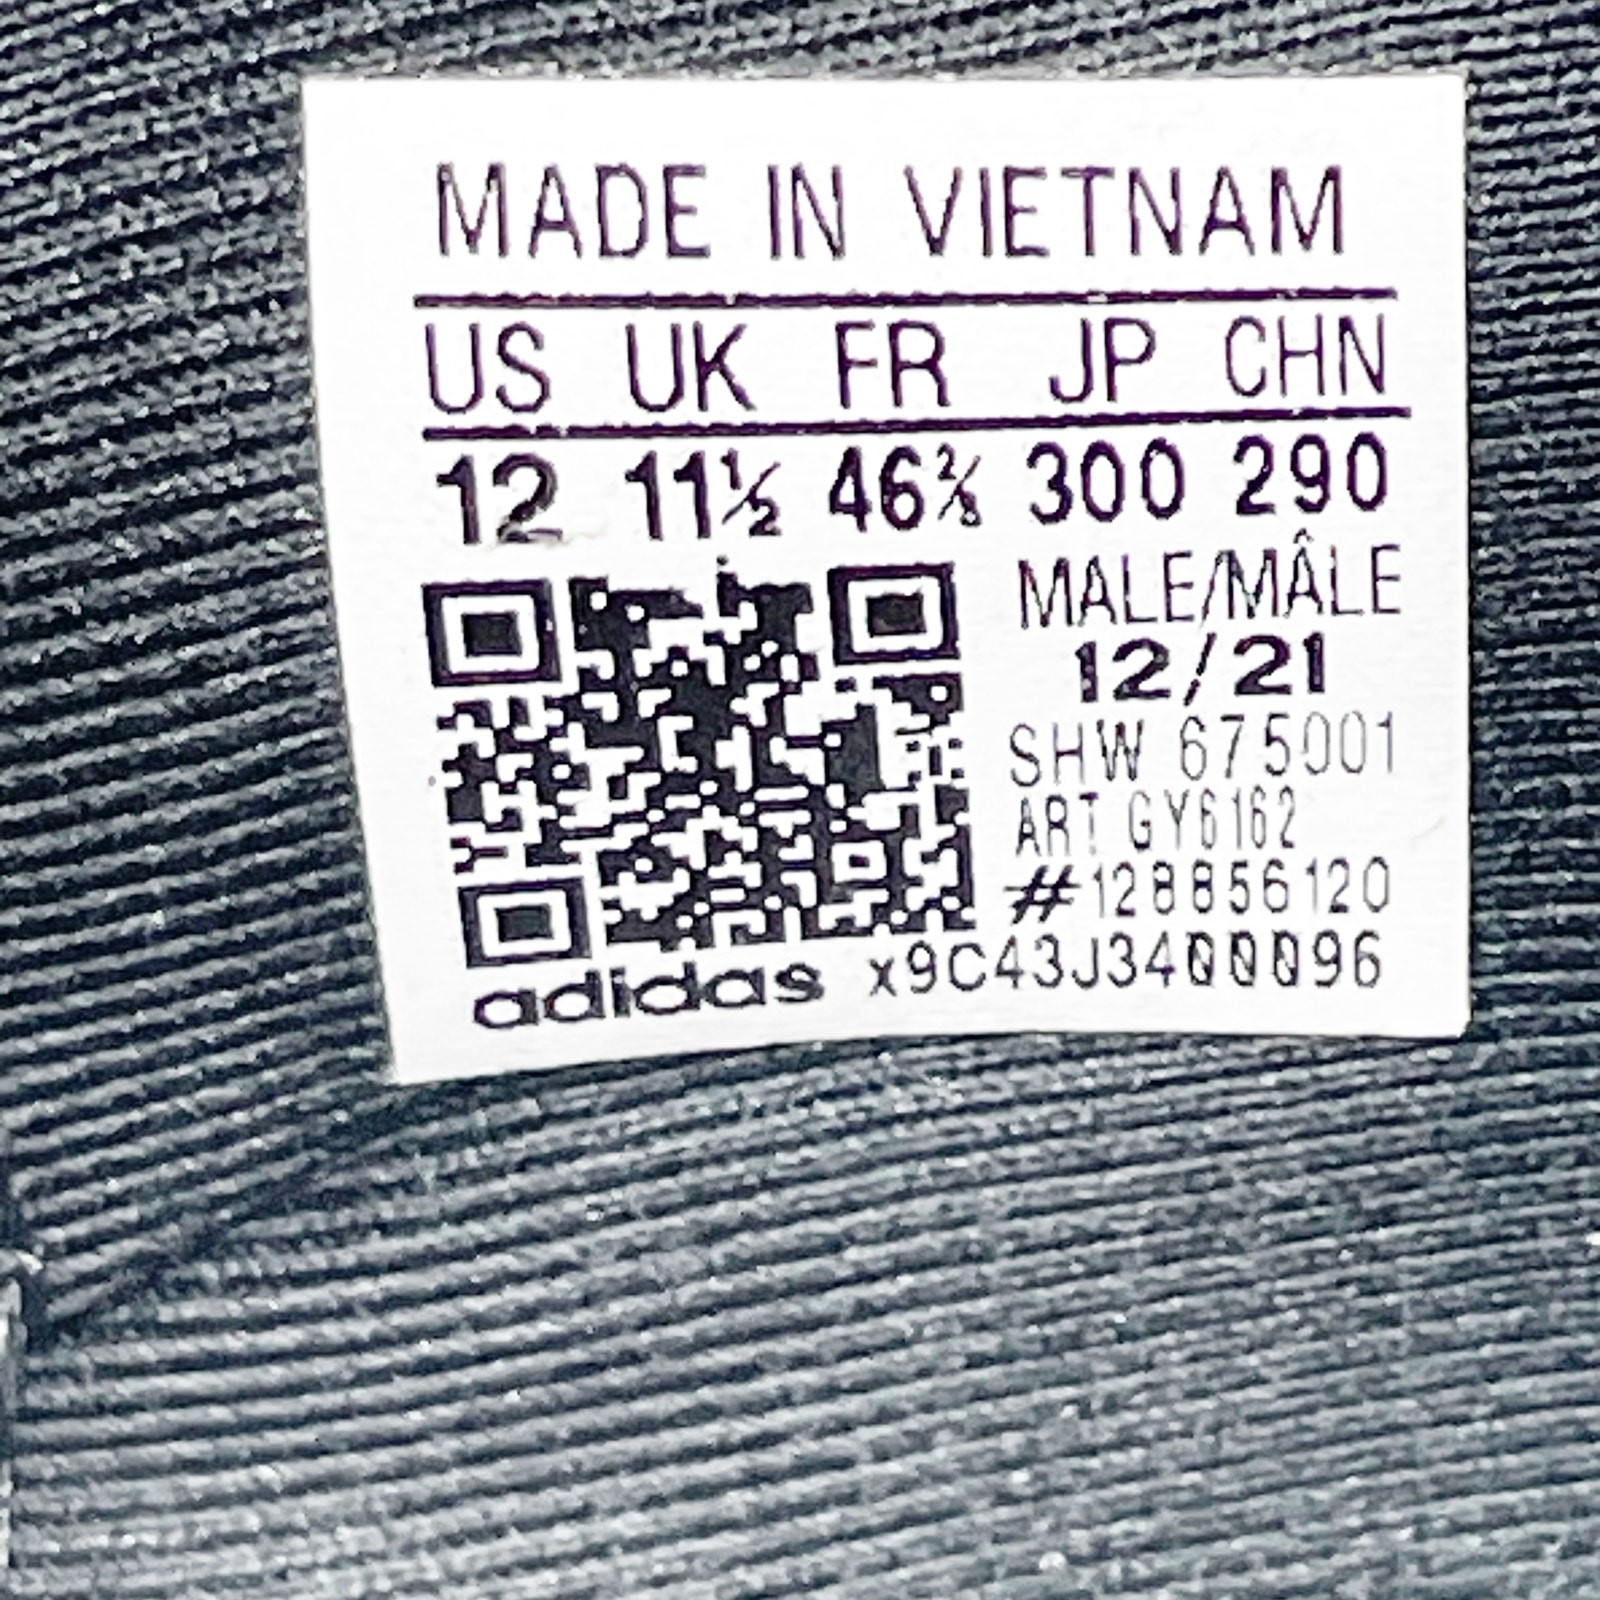 MADE IN VIETNAM
US UK FR JP CHN
12 11½ 46⅔ 300 290
MALE/MÂLE
12/21
SHW 675001
ART GY6162
#128856120
adidas x9C43J3400096